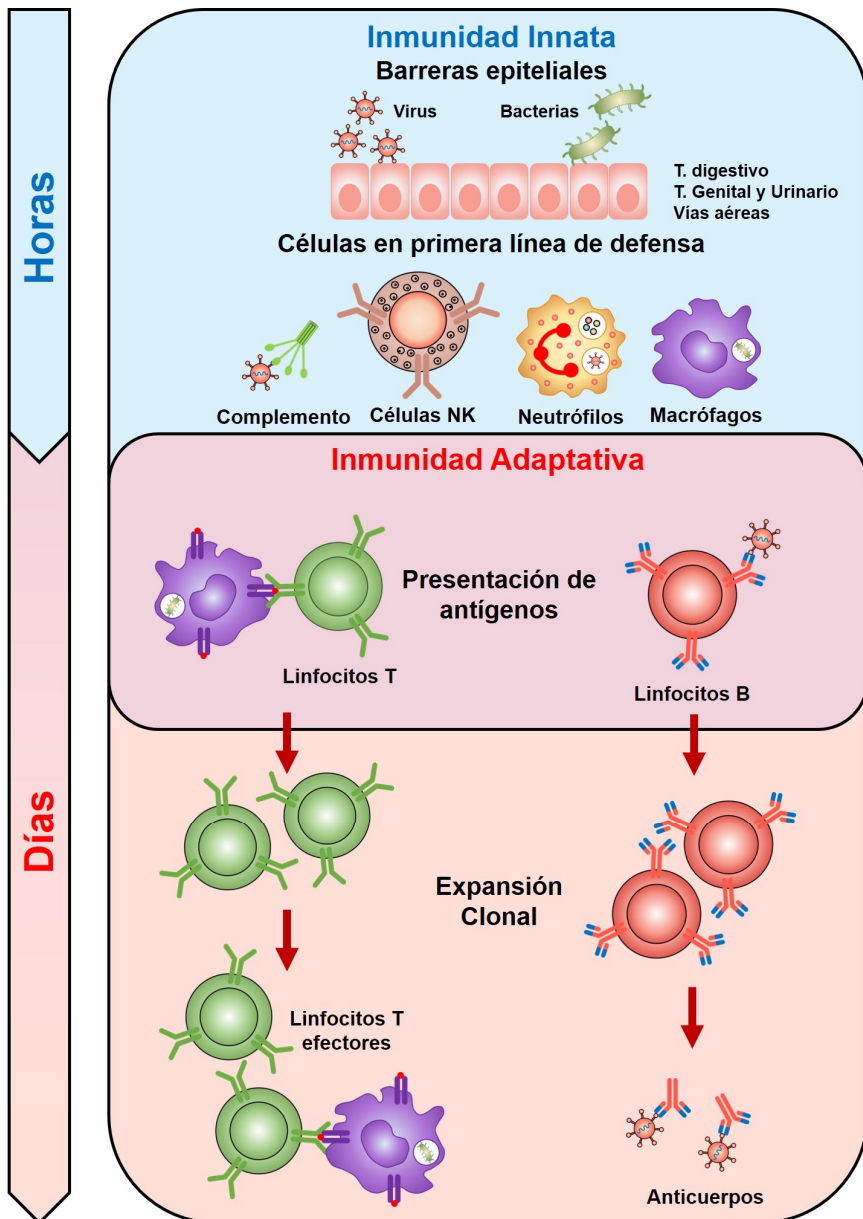 Horas
Días
Inmunidad Innata
Barreras epiteliales
Virus
Bacterias
T. digestivo
T. Genital y Urinario
Vías aéreas
Células en primera línea de defensa
Complemento
Células NK
Neutrófilos
Macrófagos
Inmunidad Adaptativa
Presentación de
antígenos
Linfocitos T
Linfocitos B
Expansión
Clonal
Linfocitos T
efectores
Anticuerpos